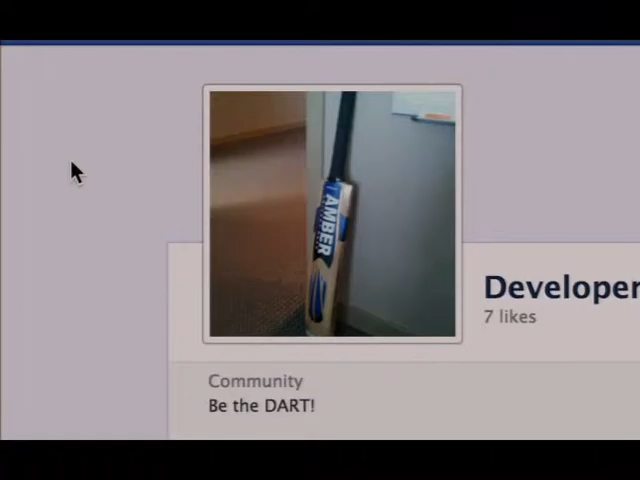 AMBER
Developer
7 likes
Community
Be the DART!